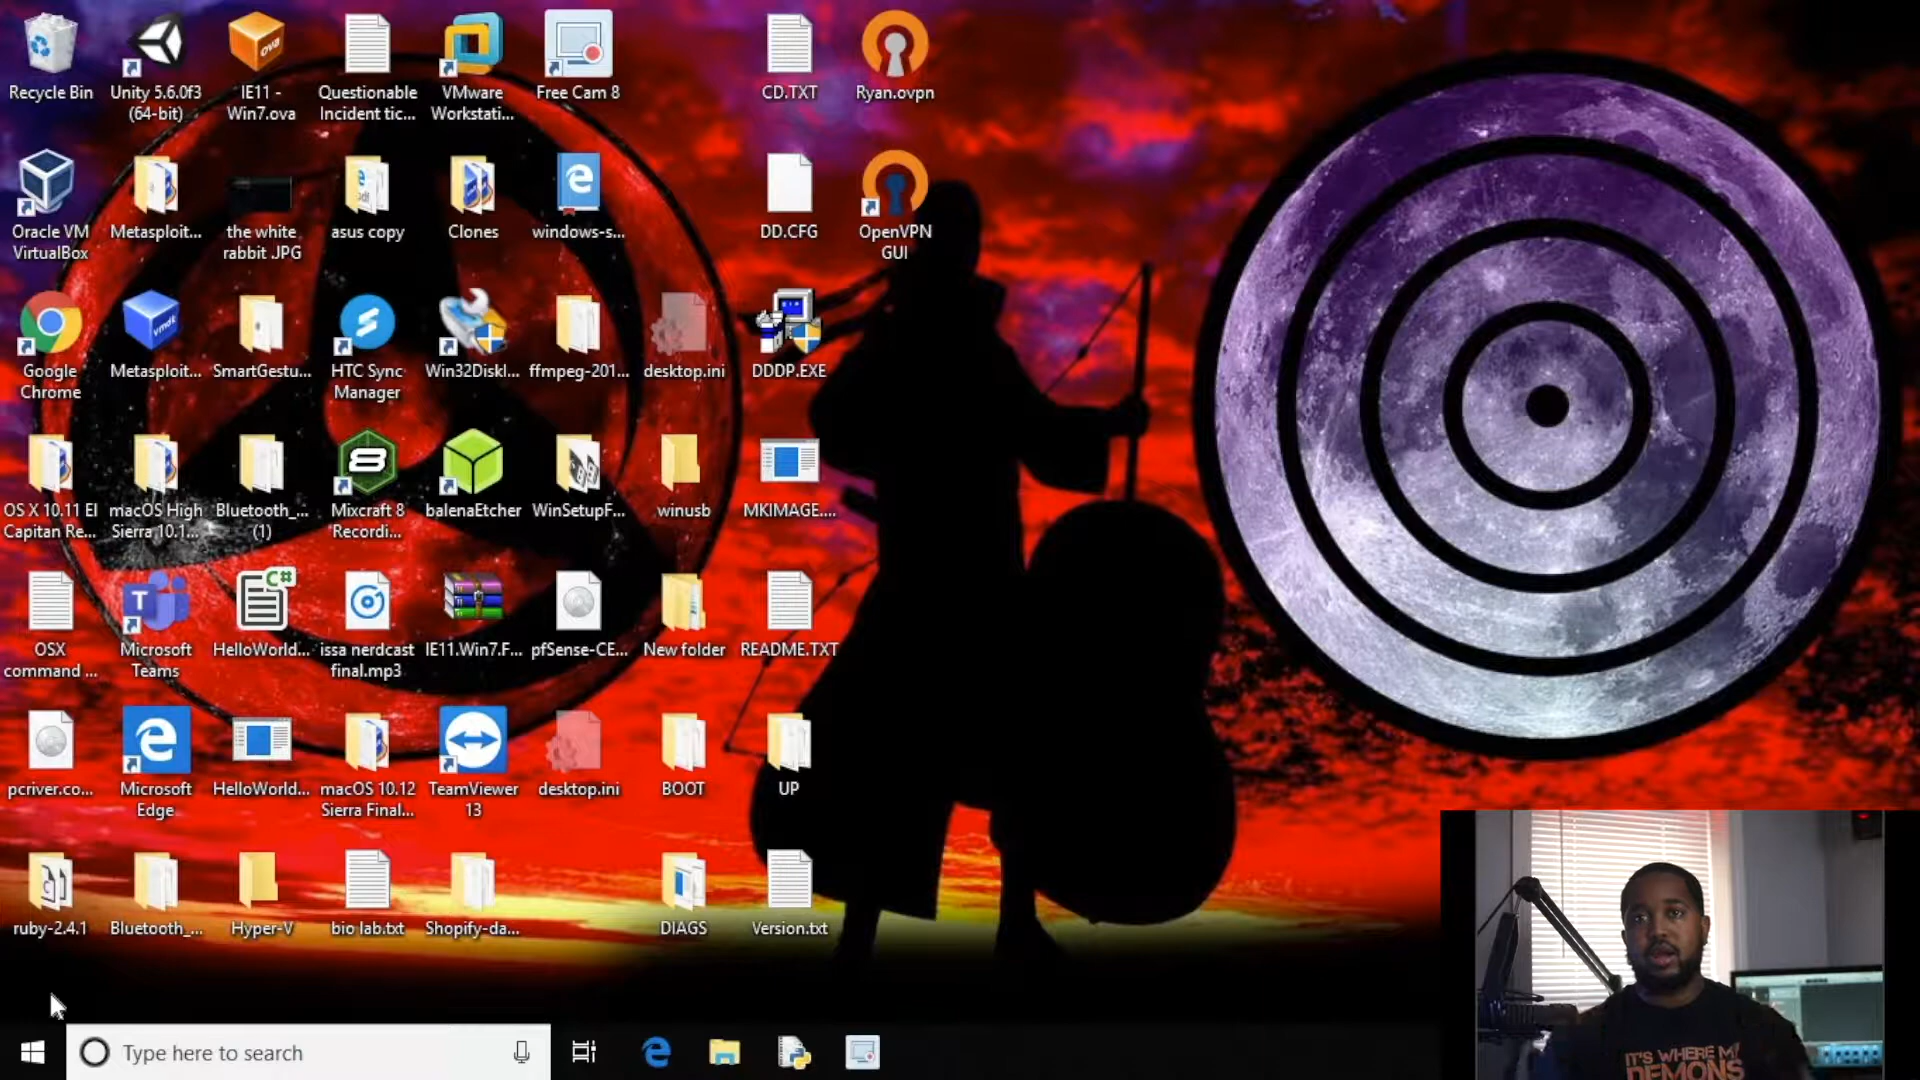 Recycle Bin
Unity 5.6.0f3
(64-bit)
IE11 -
Win7.ova
Questionable
Incident tic...
VMware
Workstati...
Free Cam 8
CD.TXT
Ryan.ovpn
Oracle VM
VirtualBox
Metasploit...
the white
rabbit .JPG
asus copy
Clones
windows-s...
DD.CFG
OpenVPN
GUI
Google
Chrome
Metasploit...
SmartGestu...
HTC Sync
Manager
Win32DiskI...
ffmpeg-201...
desktop.ini
DDDP.EXE
OS X 10.11 El
Capitan Re...
macOS High
Sierra 10.1...
Bluetooth_...
(1)
Mixcraft 8
Recordi...
balenaEtcher
WinSetupF...
winusb
MKIMAGE....
OSX
command ...
Microsoft
Teams
HelloWorld...
issa nerdcast
final.mp3
IE11.Win7.F...
pfSense-CE...
New folder
README.TXT
pcriver.co...
Microsoft
Edge
HelloWorld...
macOS 10.12
Sierra Final...
TeamViewer
13
desktop.ini
BOOT
UP
ruby-2.4.1
Bluetooth_...
Hyper-V
bio lab.txt
Shopify-da...
DIAGS
Version.txt
Type here to search
IT'S WHERE MY
DEMONS